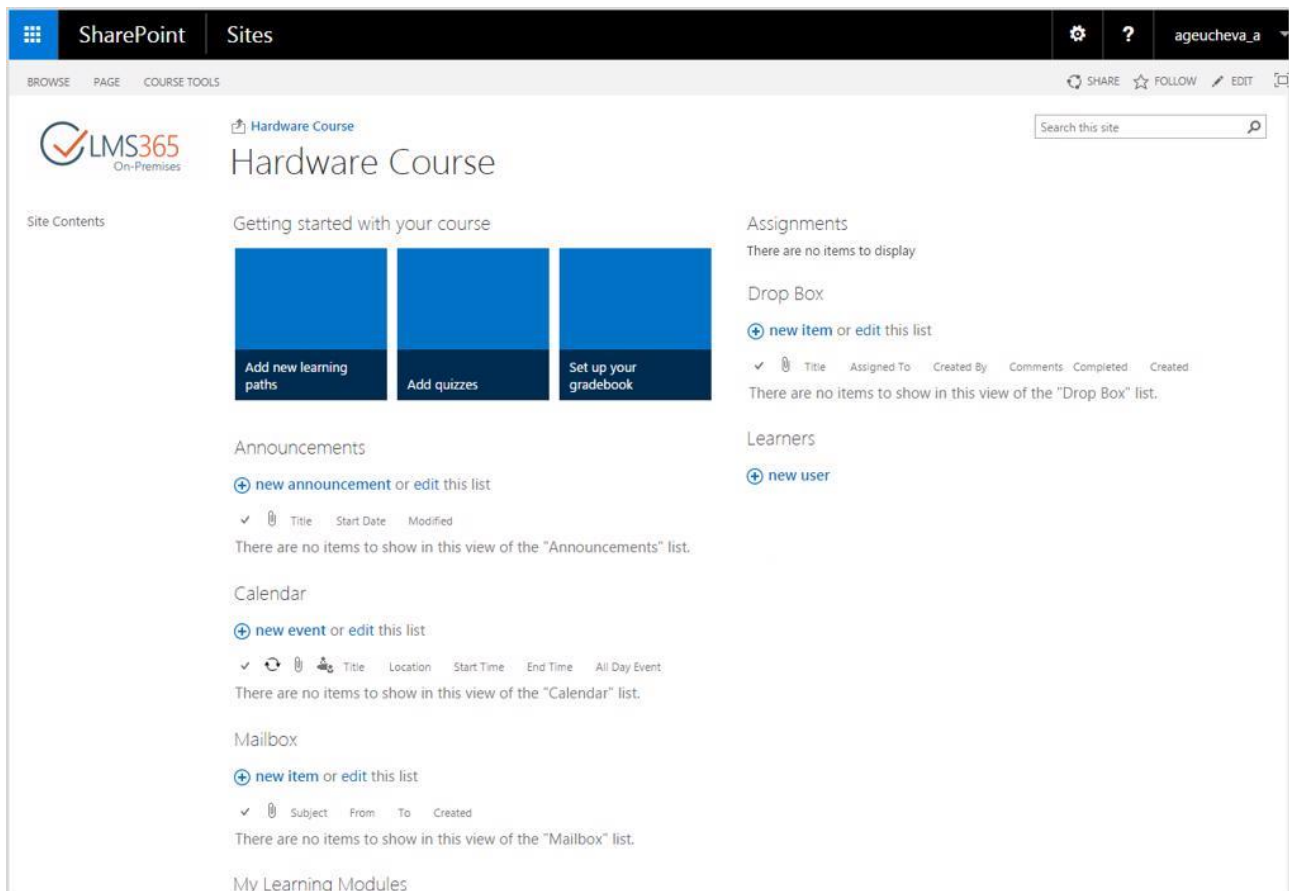 SharePoint Sites ? ageucheva_a
BROWSE PAGE COURSE TOOLS SHARE FOLLOW EDIT
LMS365
On-Premises
Hardware Course
Hardware Course
Search this site
Site Contents
Getting started with your course
Add new learning
paths
Add quizzes
Set up your
gradebook
Announcements
new announcement or edit this list
Title Start Date Modified
There are no items to show in this view of the "Announcements" list.
Calendar
new event or edit this list
Title Location Start Time End Time All Day Event
There are no items to show in this view of the "Calendar" list.
Mailbox
new item or edit this list
Subject From To Created
There are no items to show in this view of the "Mailbox" list.
My Learning Modules
Assignments
There are no items to display
Drop Box
new item or edit this list
Title Assigned To Created By Comments Completed Created
There are no items to show in this view of the "Drop Box" list.
Learners
new user